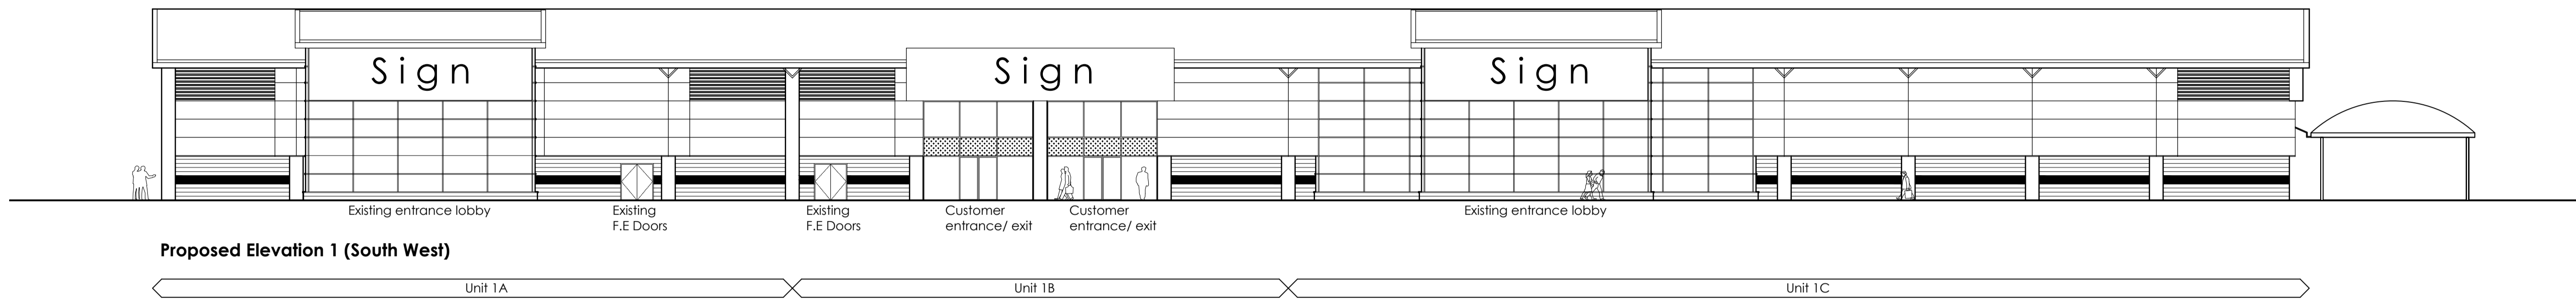 Sign
Sign
Sign
Existing entrance lobby
Existing
F.E Doors
Existing
F.E Doors
Customer
entrance/ exit
Customer
entrance/ exit
Existing entrance lobby
Proposed Elevation 1 (South West)
Unit 1A
Unit 1B
Unit 1C